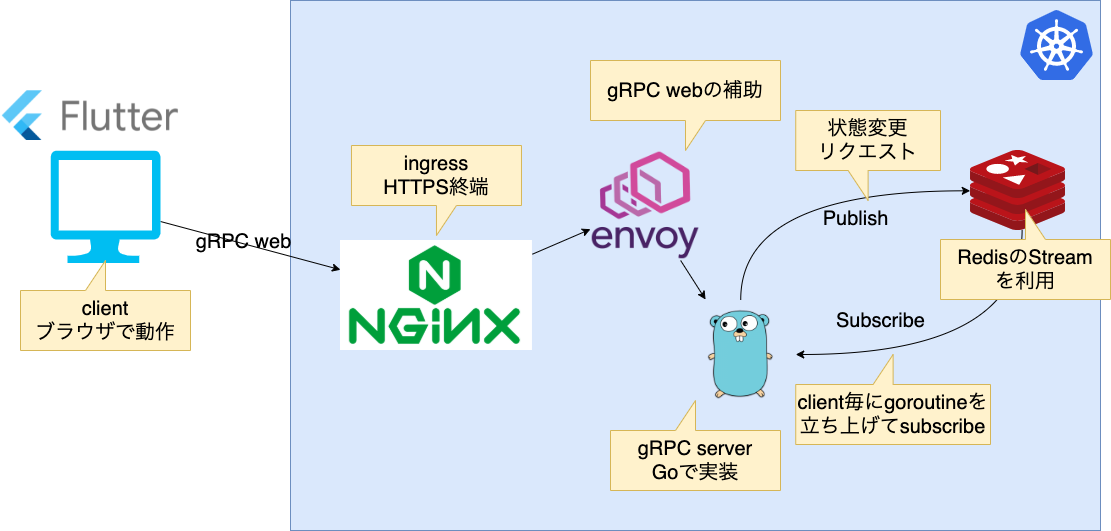 Flutter
client
ブラウザで動作
gRPC web
ingress
HTTPS終端
NGiNX
gRPC webの補助
envoy
状態変更
リクエスト
Publish
RedisのStream
を利用
Subscribe
client毎にgoroutineを
立ち上げてsubscribe
gRPC server
Goで実装